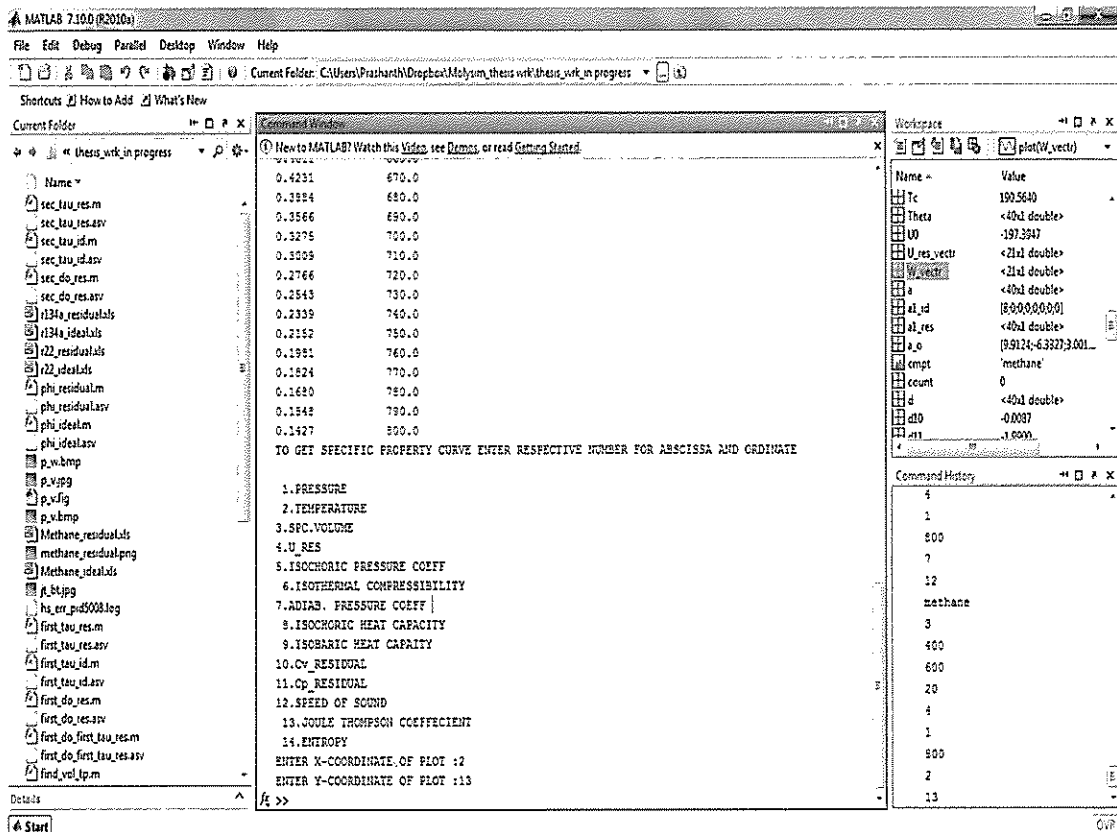 MATLAB 7.10.0 (R2010a)
File Edit Debug Parallel Desktop Window Help
Current Folder: C:\Users\Prashanth\Dropbox\Molysim_thesis wrk\thesis_wrk_in progress
Shortcuts How to Add What's New
Current Folder
« thesis_wrk_in progress
Name
sec_tau_res.m
sec_tau_res.asv
sec_tau_id.m
sec_tau_id.asv
sec_do_res.m
sec_do_res.asv
r134a_residual.xls
r134a_ideal.xls
r22_residual.xls
r22_ideal.xls
phi_residual.m
phi_residual.asv
phi_ideal.m
phi_ideal.asv
p_w.bmp
p_v.jpg
p_v.fig
p_v.bmp
Methane_residual.xls
methane_residual.png
Methane_ideal.xls
jt_bt.jpg
hs_err_pid5008.log
first_tau_res.m
first_tau_res.asv
first_tau_id.m
first_tau_id.asv
first_do_res.m
first_do_res.asv
first_do_first_tau_res.m
first_do_first_tau_res.asv
find_vol_tp.m
Details
Start
Command Window
New to MATLAB? Watch this Video, see Demos, or read Getting Started.
0.4231 670.0
0.3884 680.0
0.3566 690.0
0.3275 700.0
0.3009 710.0
0.2766 720.0
0.2543 730.0
0.2339 740.0
0.2152 750.0
0.1981 760.0
0.1824 770.0
0.1680 780.0
0.1548 790.0
0.1427 800.0
TO GET SPECIFIC PROPERTY CURVE ENTER RESPECTIVE NUMBER FOR ABSCISSA AND ORDINATE
1.PRESSURE
2.TEMPERATURE
3.SPC.VOLUME
4.U_RES
5.ISOCHORIC PRESSURE COEFF
6.ISOTHERMAL COMPRESSIBILITY
7.ADIAB. PRESSURE COEFF
8.ISOCHORIC HEAT CAPACITY
9.ISOBARIC HEAT CAPAITY
10.Cv_RESIDUAL
11.Cp_RESIDUAL
12.SPEED OF SOUND
13.JOULE THOMPSON COEFFECIENT
14.ENTROPY
ENTER X-COORDINATE OF PLOT :2
ENTER Y-COORDINATE OF PLOT :13
fx >>
Workspace
plot(W_vectr)
Name Value
Tc 190.5640
Theta <40x1 double>
U0 -197.3947
U_res_vectr <21x1 double>
W_vectr <21x1 double>
a <40x1 double>
a1_id [8;0;0;0;0;0;0;0]
a1_res <40x1 double>
a_o [9.9124;-6.3327;3.001...
cmpt 'methane'
count 0
d <40x1 double>
d10 -0.0037
d11 -1.0000
Command History
4
1
800
7
12
methane
3
400
600
20
4
1
800
2
13
OVR